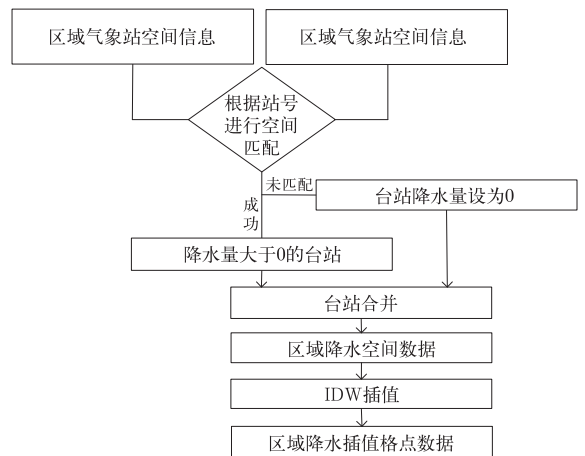 区域气象站空间信息
区域气象站空间信息
根据站号
进行空间
匹配
未匹配
台站降水量设为0
成
功
降水量大于0的台站
台站合并
区域降水空间数据
IDW插值
区域降水插值格点数据